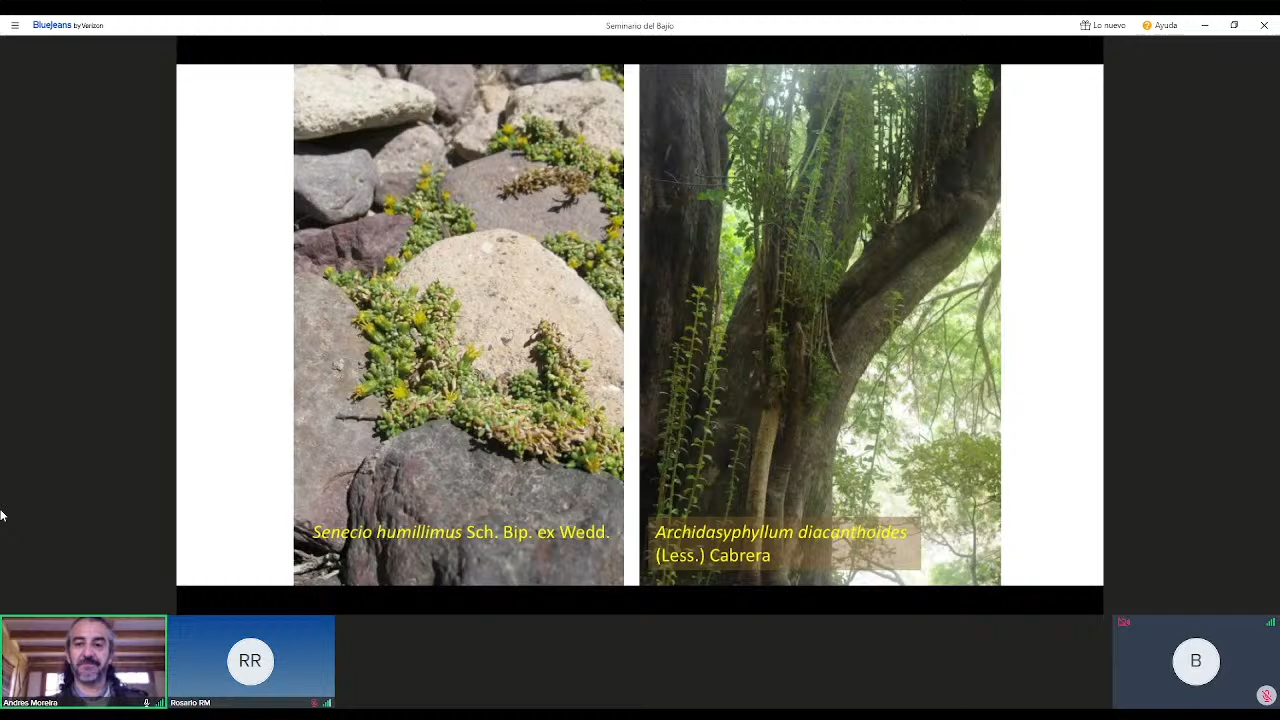 BlueJeans by Verizon
Seminario del Bajío
Lo nuevo
Ayuda
Senecio humillimus Sch. Bip. ex Wedd.
Archidasyphyllum diacanthoides
(Less.) Cabrera
RR
B
Andres Moreira
Rosario RM